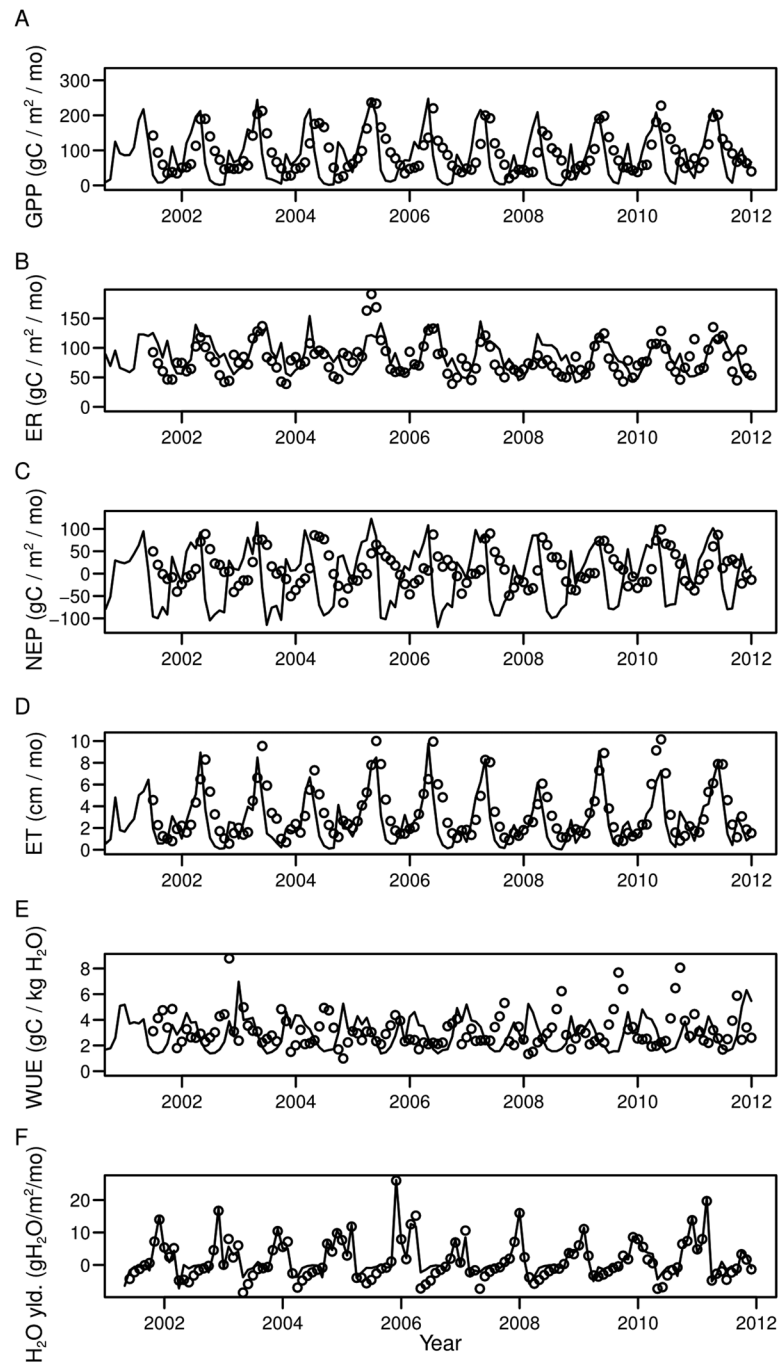 A
GPP (gC / m² / mo)
300
200
100
0
2002 2004 2006 2008 2010 2012
B
ER (gC / m² / mo)
150
100
50
0
2002 2004 2006 2008 2010 2012
C
NEP (gC / m² / mo)
100
50
0
−50
−100
2002 2004 2006 2008 2010 2012
D
ET (cm / mo)
10
8
6
4
2
0
2002 2004 2006 2008 2010 2012
E
WUE (gC / kg H₂O)
8
6
4
2
0
2002 2004 2006 2008 2010 2012
F
H₂O yld. (gH₂O/m²/mo)
20
10
0
2002 2004 2006 2008 2010 2012
Year